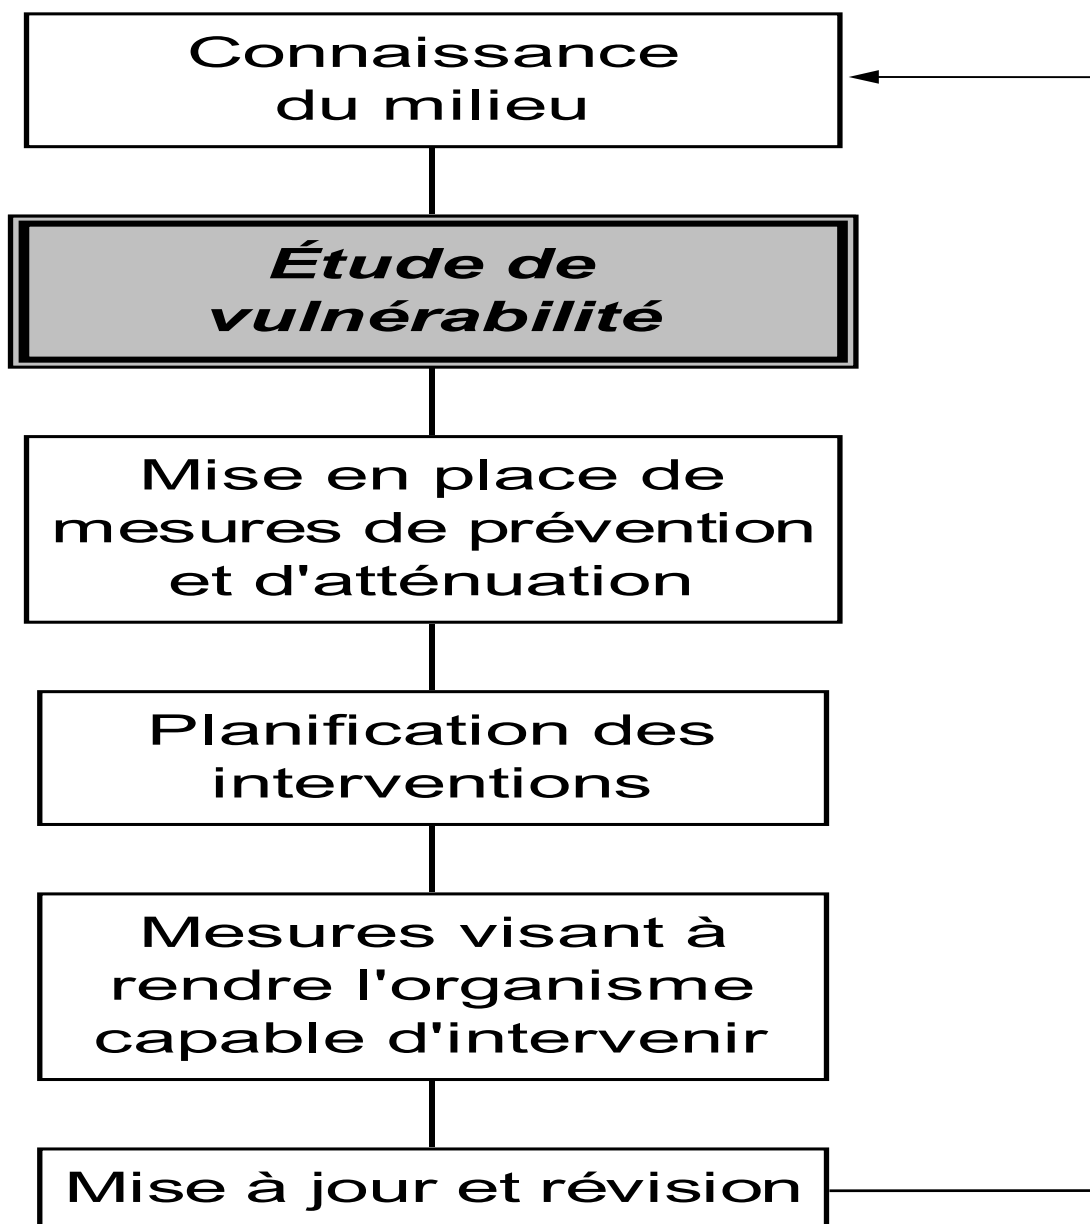 Connaissance
du milieu
Étude de
vulnérabilité
Mise en place de
mesures de prévention
et d'atténuation
Planification des
interventions
Mesures visant à
rendre l'organisme
capable d'intervenir
Mise à jour et révision